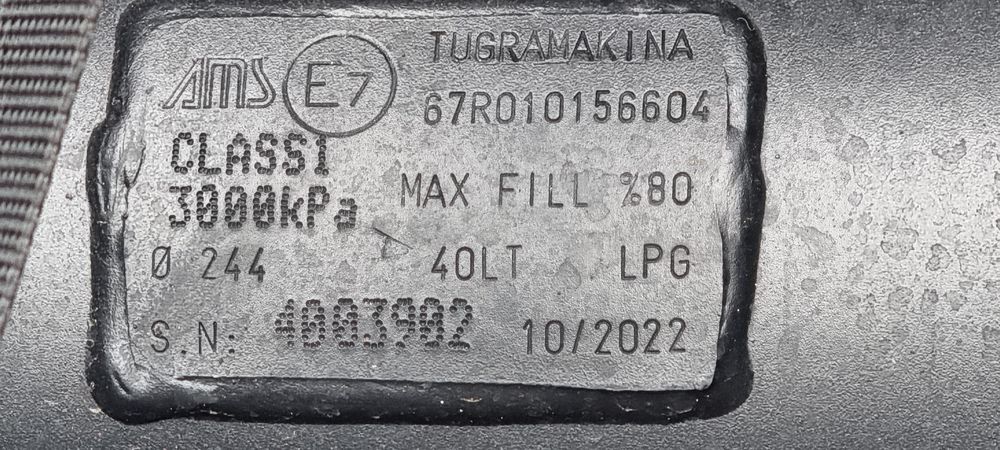 AMS E7 TUGRAMAKINA
67R010156604
CLASS1
3000kPa MAX FILL %80
Ø 244 40LT LPG
S.N: 4003902 10/2022